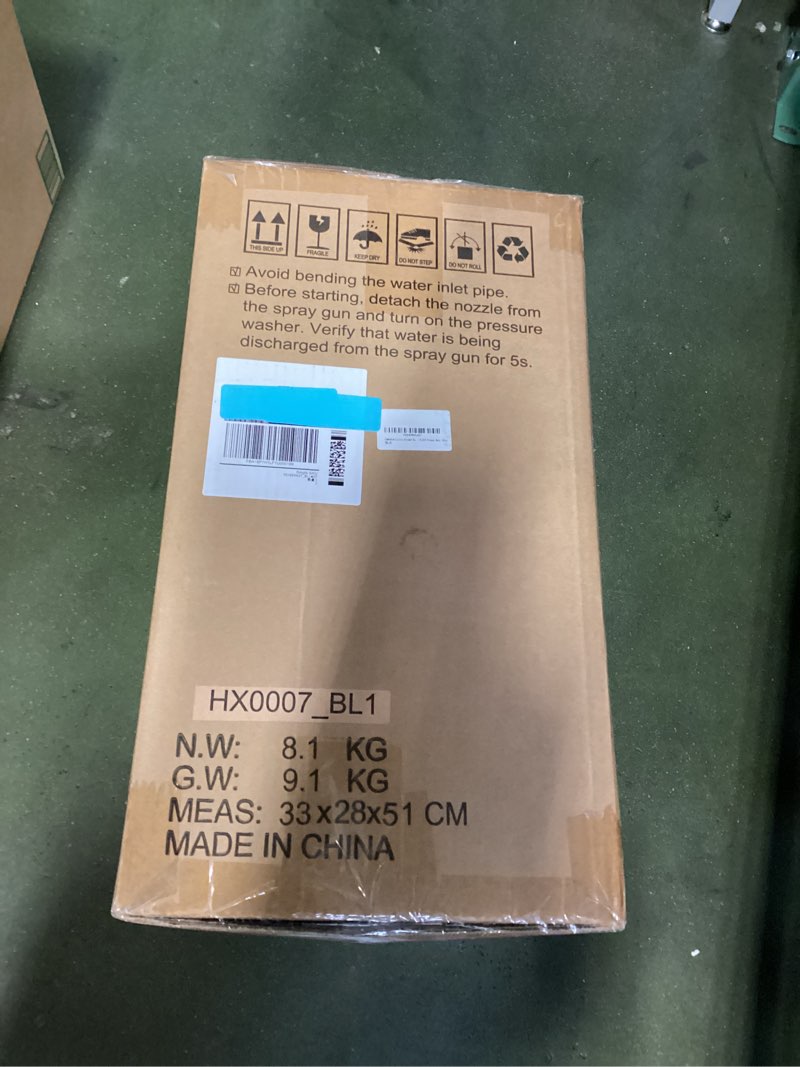 THIS SIDE UP
FRAGILE
KEEP DRY
DO NOT STEP
DO NOT ROLL
Avoid bending the water inlet pipe.
Before starting, detach the nozzle from
the spray gun and turn on the pressure
washer. Verify that water is being
discharged from the spray gun for 5s.
HX0007_BL1
N.W: 8.1 KG
G.W: 9.1 KG
MEAS: 33x28x51 CM
MADE IN CHINA